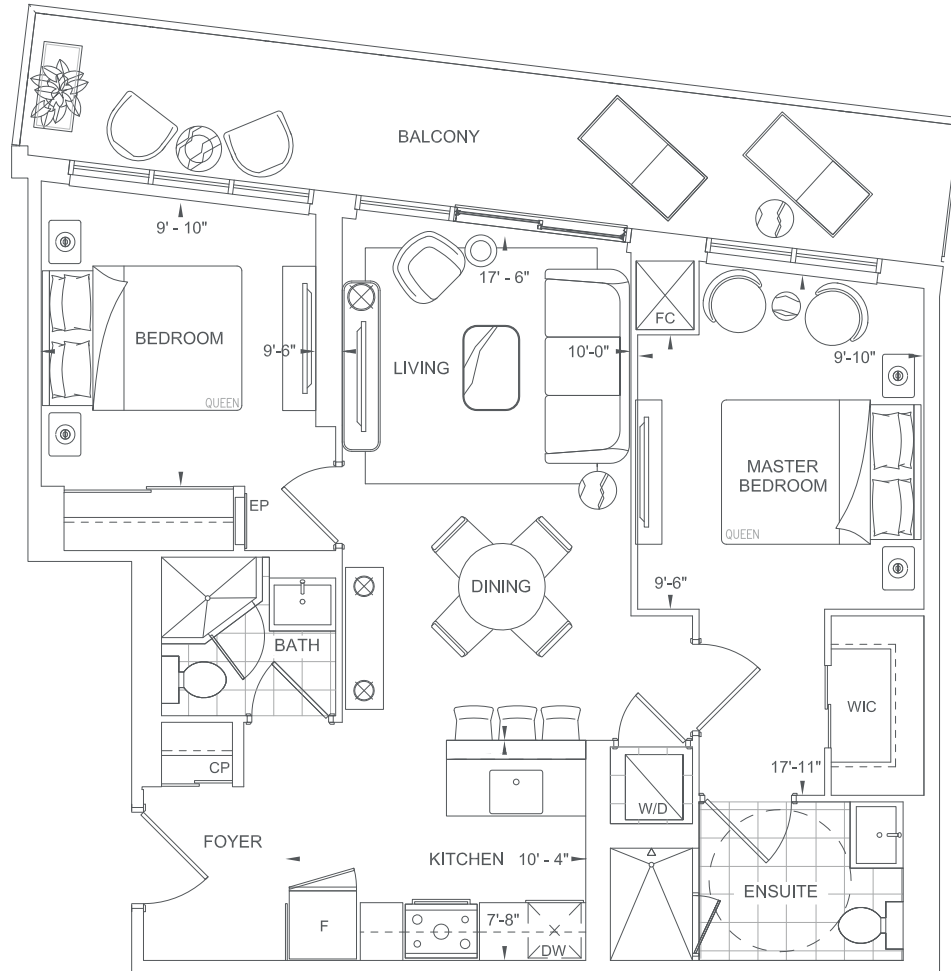 BALCONY
9' - 10"
17' - 6"
FC
BEDROOM
9'-6"
LIVING
10'-0"
9'-10"
QUEEN
MASTER
BEDROOM
EP
QUEEN
DINING
9'-6"
BATH
WIC
CP
17'-11"
W/D
FOYER
KITCHEN 10' - 4"
ENSUITE
F
7'-8"
DW